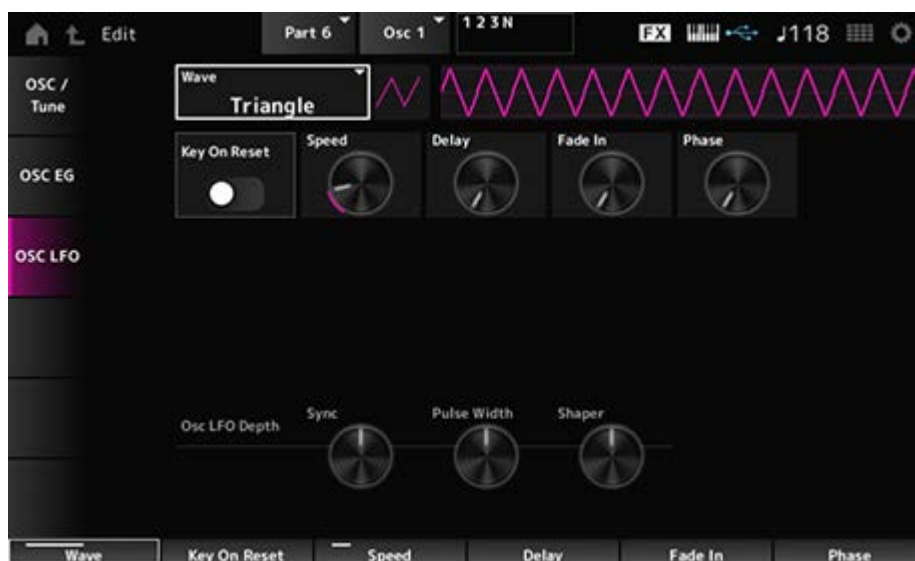 Edit
Part 6
Osc 1
1 2 3 N
FX
♩118
OSC /
Tune
OSC EG
OSC LFO
Wave
Triangle
Key On Reset
Speed
Delay
Fade In
Phase
Osc LFO Depth
Sync
Pulse Width
Shaper
Wave
Key On Reset
Speed
Delay
Fade In
Phase